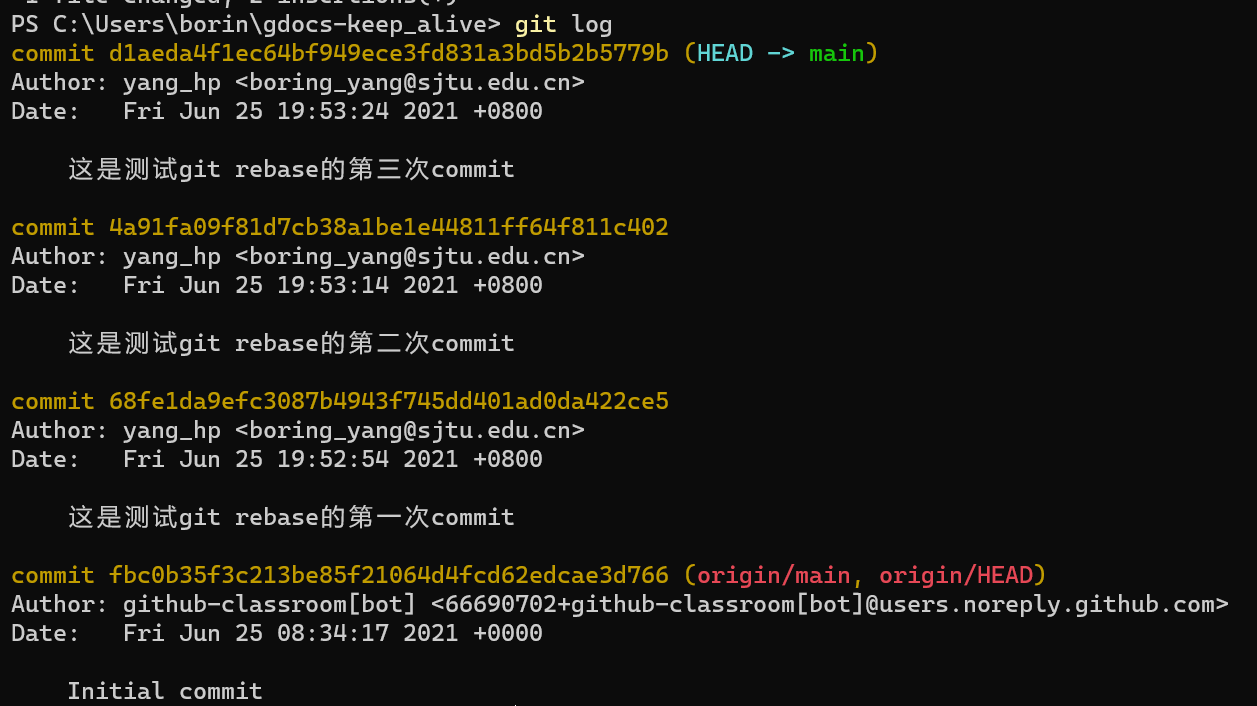 1 file changed, 2 insertions(+)
PS C:\Users\borin\gdocs-keep_alive> git log
commit d1aeda4f1ec64bf949ece3fd831a3bd5b2b5779b (HEAD -> main)
Author: yang_hp <boring_yang@sjtu.edu.cn>
Date:   Fri Jun 25 19:53:24 2021 +0800
这是测试git rebase的第三次commit
commit 4a91fa09f81d7cb38a1be1e44811ff64f811c402
Author: yang_hp <boring_yang@sjtu.edu.cn>
Date:   Fri Jun 25 19:53:14 2021 +0800
这是测试git rebase的第二次commit
commit 68fe1da9efc3087b4943f745dd401ad0da422ce5
Author: yang_hp <boring_yang@sjtu.edu.cn>
Date:   Fri Jun 25 19:52:54 2021 +0800
这是测试git rebase的第一次commit
commit fbc0b35f3c213be85f21064d4fcd62edcae3d766 (origin/main, origin/HEAD)
Author: github-classroom[bot] <66690702+github-classroom[bot]@users.noreply.github.com>
Date:   Fri Jun 25 08:34:17 2021 +0000
Initial commit